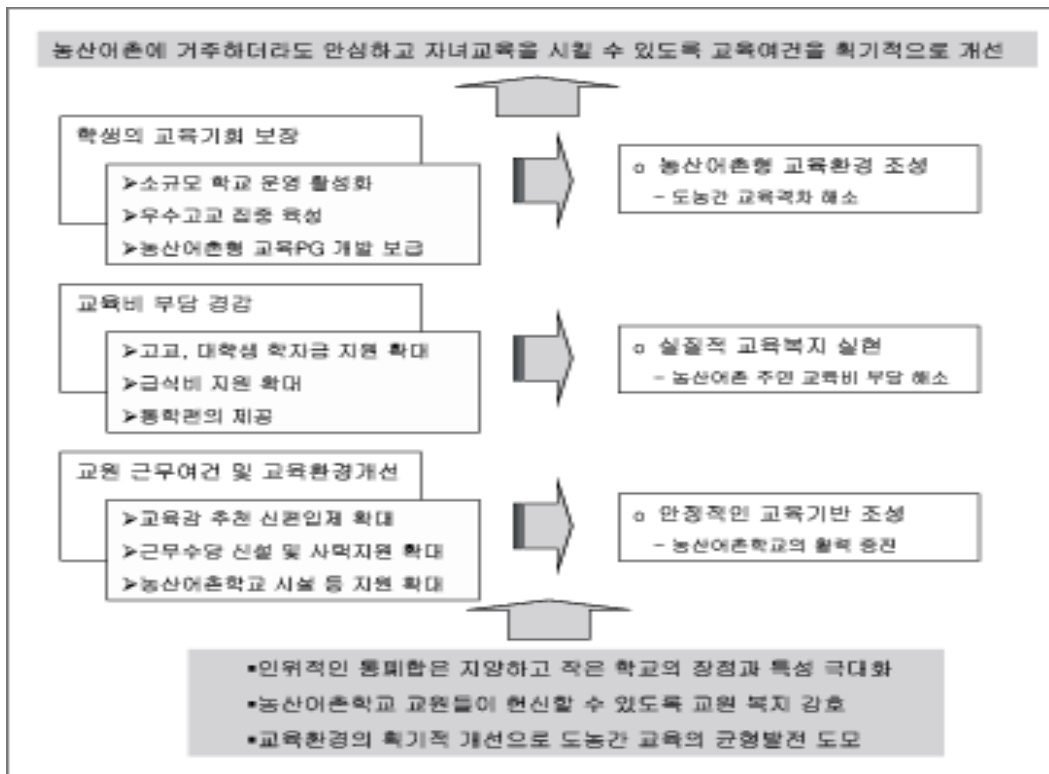 농산어촌에 거주하더라도 안심하고 자녀교육을 시킬 수 있도록 교육여건을 획기적으로 개선
학생의 교육기회 보장
➢소규모 학교 운영 활성화
➢우수고교 집중 육성
➢농산어촌형 교육PG 개발 보급
o 농산어촌형 교육환경 조성
- 도농간 교육격차 해소
교육비 부담 경감
➢고교, 대학생 학자금 지원 확대
➢급식비 지원 확대
➢통학편의 제공
o 실질적 교육복지 실현
- 농산어촌 주민 교육비 부담 해소
교원 근무여건 및 교육환경개선
➢교육감 추천 입제 확대
➢근무수당 신설 및 사택지원 확대
➢농산어촌학교 시설 등 지원 확대
o 안정적인 교육기반 조성
- 농산어촌학교의 활력 증진
▪인위적인 통폐합은 지양하고 작은 학교의 장점과 특성 극대화
▪농산어촌학교 교원들이 헌신할 수 있도록 교원 복지 강호
▪교육환경의 획기적 개선으로 도농간 교육의 균형발전 도모